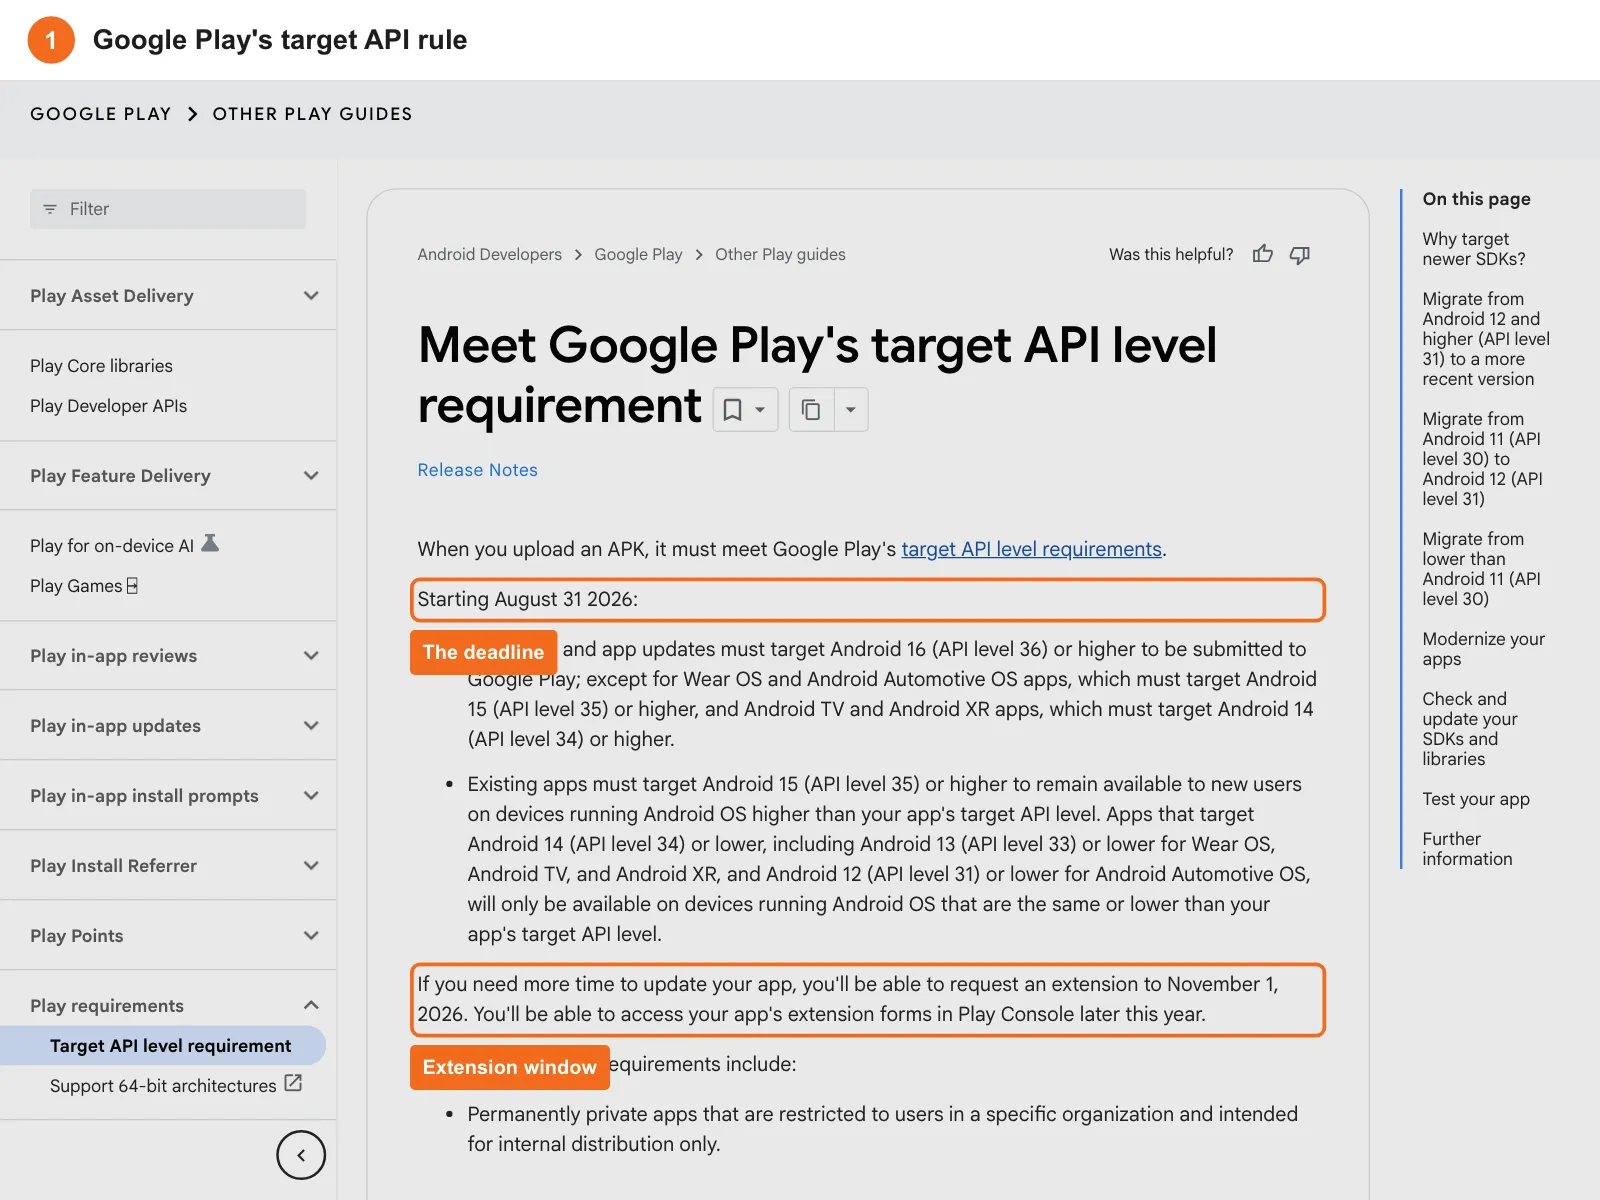 1 Google Play's target API rule
GOOGLE PLAY > OTHER PLAY GUIDES
Filter
Play Asset Delivery
Play Core libraries
Play Developer APIs
Play Feature Delivery
Play for on-device AI
Play Games
Play in-app reviews
Play in-app updates
Play in-app install prompts
Play Install Referrer
Play Points
Play requirements
Target API level requirement
Support 64-bit architectures
Android Developers > Google Play > Other Play guides
Was this helpful?
Meet Google Play's target API level
requirement
Release Notes
When you upload an APK, it must meet Google Play's target API level requirements.
Starting August 31 2026:
The deadline
and app updates must target Android 16 (API level 36) or higher to be submitted to
Google Play; except for Wear OS and Android Automotive OS apps, which must target Android
15 (API level 35) or higher, and Android TV and Android XR apps, which must target Android 14
(API level 34) or higher.
• Existing apps must target Android 15 (API level 35) or higher to remain available to new users
on devices running Android OS higher than your app's target API level. Apps that target
Android 14 (API level 34) or lower, including Android 13 (API level 33) or lower for Wear OS,
Android TV, and Android XR, and Android 12 (API level 31) or lower for Android Automotive OS,
will only be available on devices running Android OS that are the same or lower than your
app's target API level.
If you need more time to update your app, you'll be able to request an extension to November 1,
2026. You'll be able to access your app's extension forms in Play Console later this year.
Extension window
equirements include:
• Permanently private apps that are restricted to users in a specific organization and intended
for internal distribution only.
On this page
Why target
newer SDKs?
Migrate from
Android 12 and
higher (API level
31) to a more
recent version
Migrate from
Android 11 (API
level 30) to
Android 12 (API
level 31)
Migrate from
lower than
Android 11 (API
level 30)
Modernize your
apps
Check and
update your
SDKs and
libraries
Test your app
Further
information